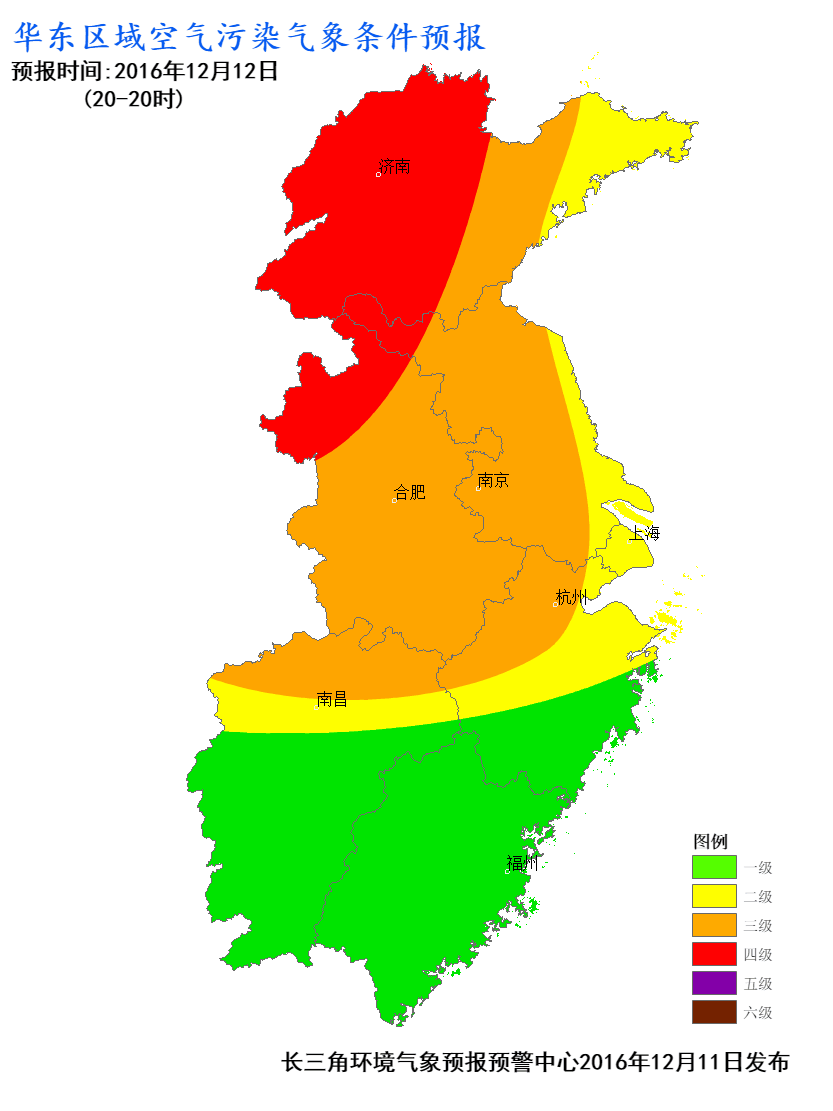 华东区域空气污染气象条件预报
预报时间:2016年12月12日
(20-20时)
济南
合肥
南京
上海
杭州
南昌
福州
图例
一级
二级
三级
四级
五级
六级
长三角环境气象预报预警中心2016年12月11日发布